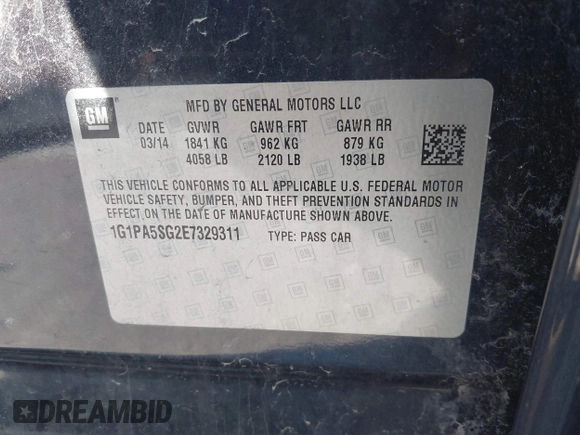 GM
MFD BY GENERAL MOTORS LLC
DATE GVWR GAWR FRT GAWR RR
03/14 1841 KG 962 KG 879 KG
4058 LB 2120 LB 1938 LB
THIS VEHICLE CONFORMS TO ALL APPLICABLE U.S. FEDERAL MOTOR
VEHICLE SAFETY, BUMPER, AND THEFT PREVENTION STANDARDS IN
EFFECT ON THE DATE OF MANUFACTURE SHOWN ABOVE.
1G1PA5SG2E7329311 TYPE: PASS CAR
DREAMBID